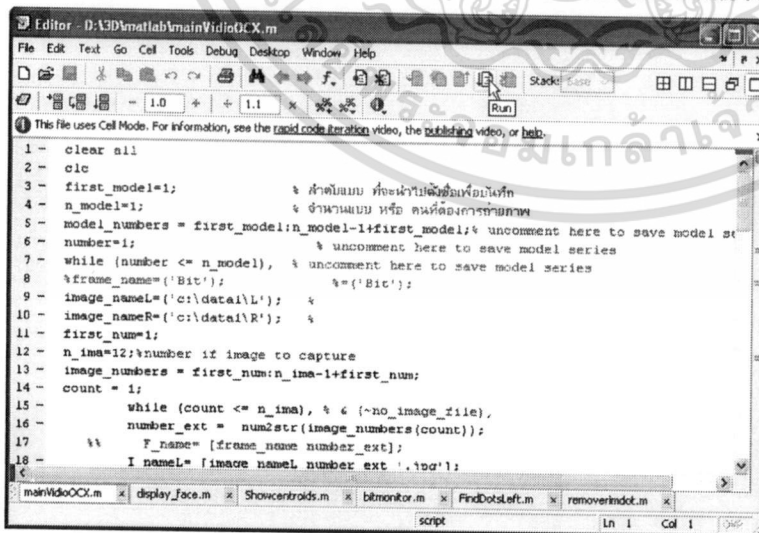 Editor - D:\3D\matlab\mainVidioOCX.m
File Edit Text Go Cell Tools Debug Desktop Window Help
Stack: Base
1.0 1.1
Run
This file uses Cell Mode. For information, see the rapid code iteration video, the publishing video, or help.
1 clear all
2 clc
3 first_model=1; % ลำดับแบบ ที่จะนำไปตั้งชื่อเพื่อบันทึก
4 n_model=1; % จำนวนแบบ หรือ คนที่ต้องการถ่ายภาพ
5 model_numbers = first_model:n_model-1+first_model;% uncomment here to save model se
6 number=1; % uncomment here to save model series
7 while (number <= n_model), % uncomment here to save model series
8 %frame_name=('Bit'); %=('Bit');
9 image_nameL=('c:\data1\L'); %
10 image_nameR=('c:\data1\R'); %
11 first_num=1;
12 n_ima=12;%number if image to capture
13 image_numbers = first_num:n_ima-1+first_num;
14 count = 1;
15 while (count <= n_ima), % & (~no_image_file),
16 number_ext = num2str(image_numbers(count));
17 %% F_name= [frame_name number_ext];
18 I_nameL= [image_nameL number_ext '.jpg'];
mainVidioOCX.m display_face.m Showcentroids.m bitmonitor.m FindDotsLeft.m removerimdot.m
script Ln 1 Col 1